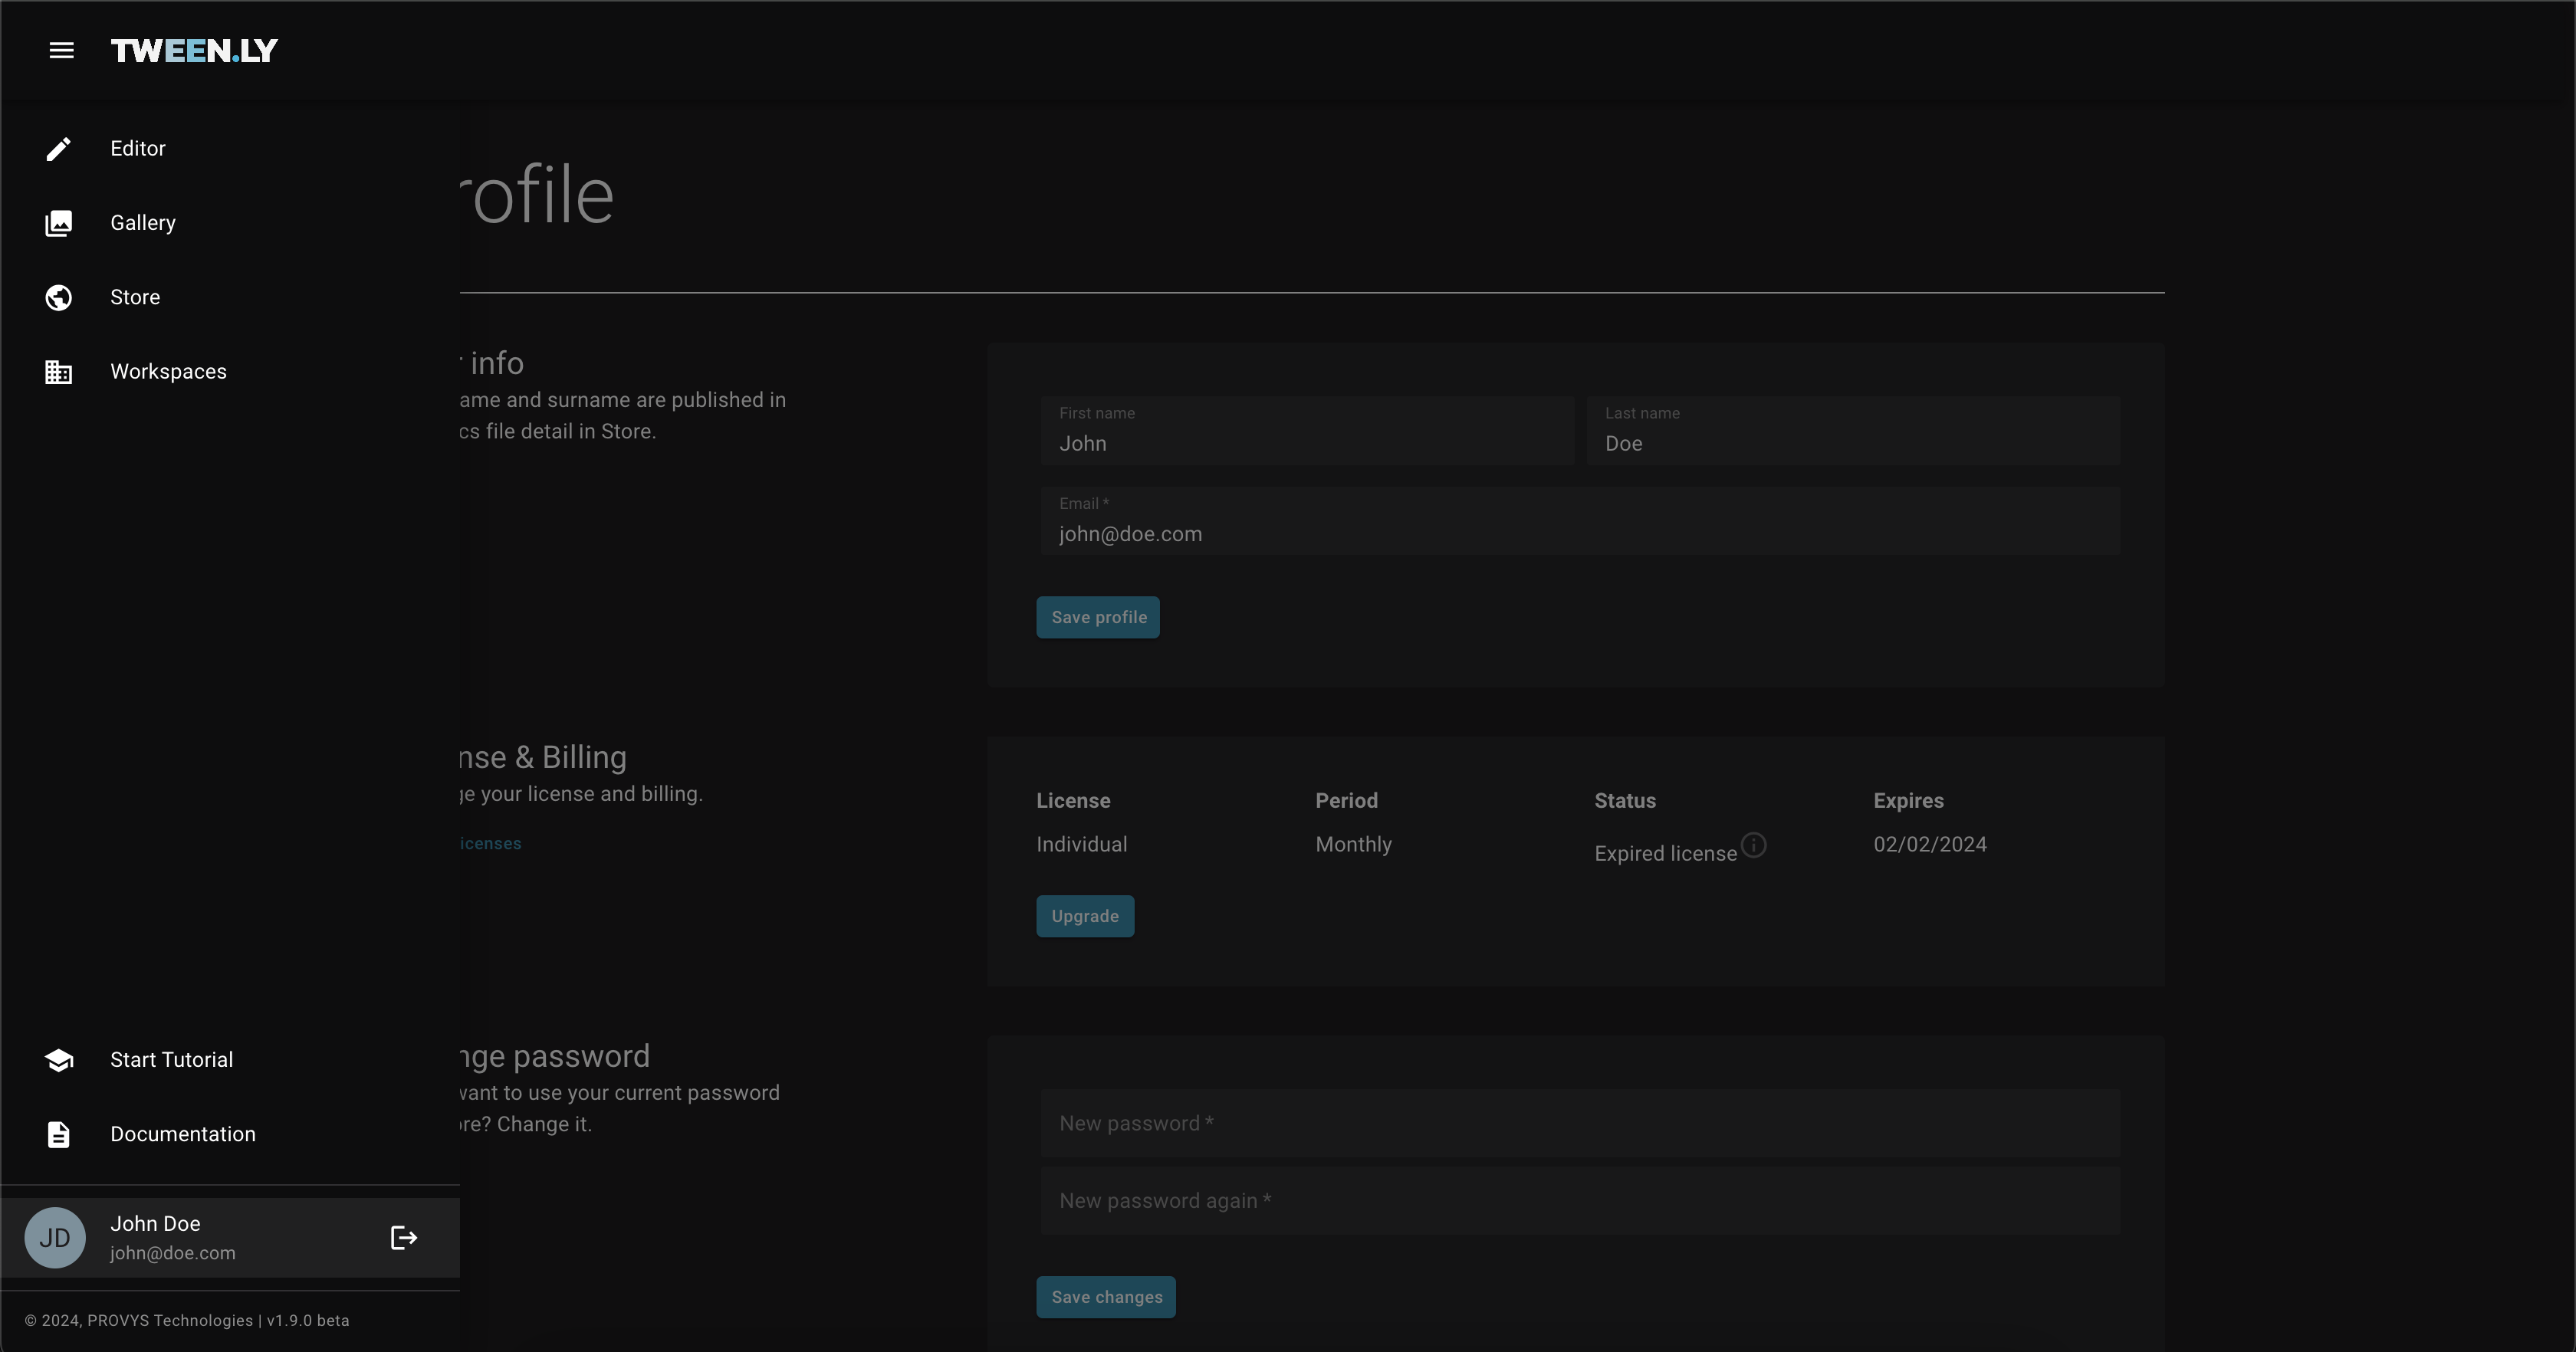 TWEEN.LY
Editor
Gallery
Store
Workspaces
Start Tutorial
Documentation
JD
John Doe
john@doe.com
© 2024, PROVYS Technologies | v1.9.0 beta
rofile
info
ame and surname are published in
cs file detail in Store.
First name
John
Last name
Doe
Email *
john@doe.com
Save profile
nse & Billing
ge your license and billing.
icenses
License
Period
Status
Expires
Individual
Monthly
Expired license
02/02/2024
Upgrade
nge password
want to use your current password
ore? Change it.
New password *
New password again *
Save changes